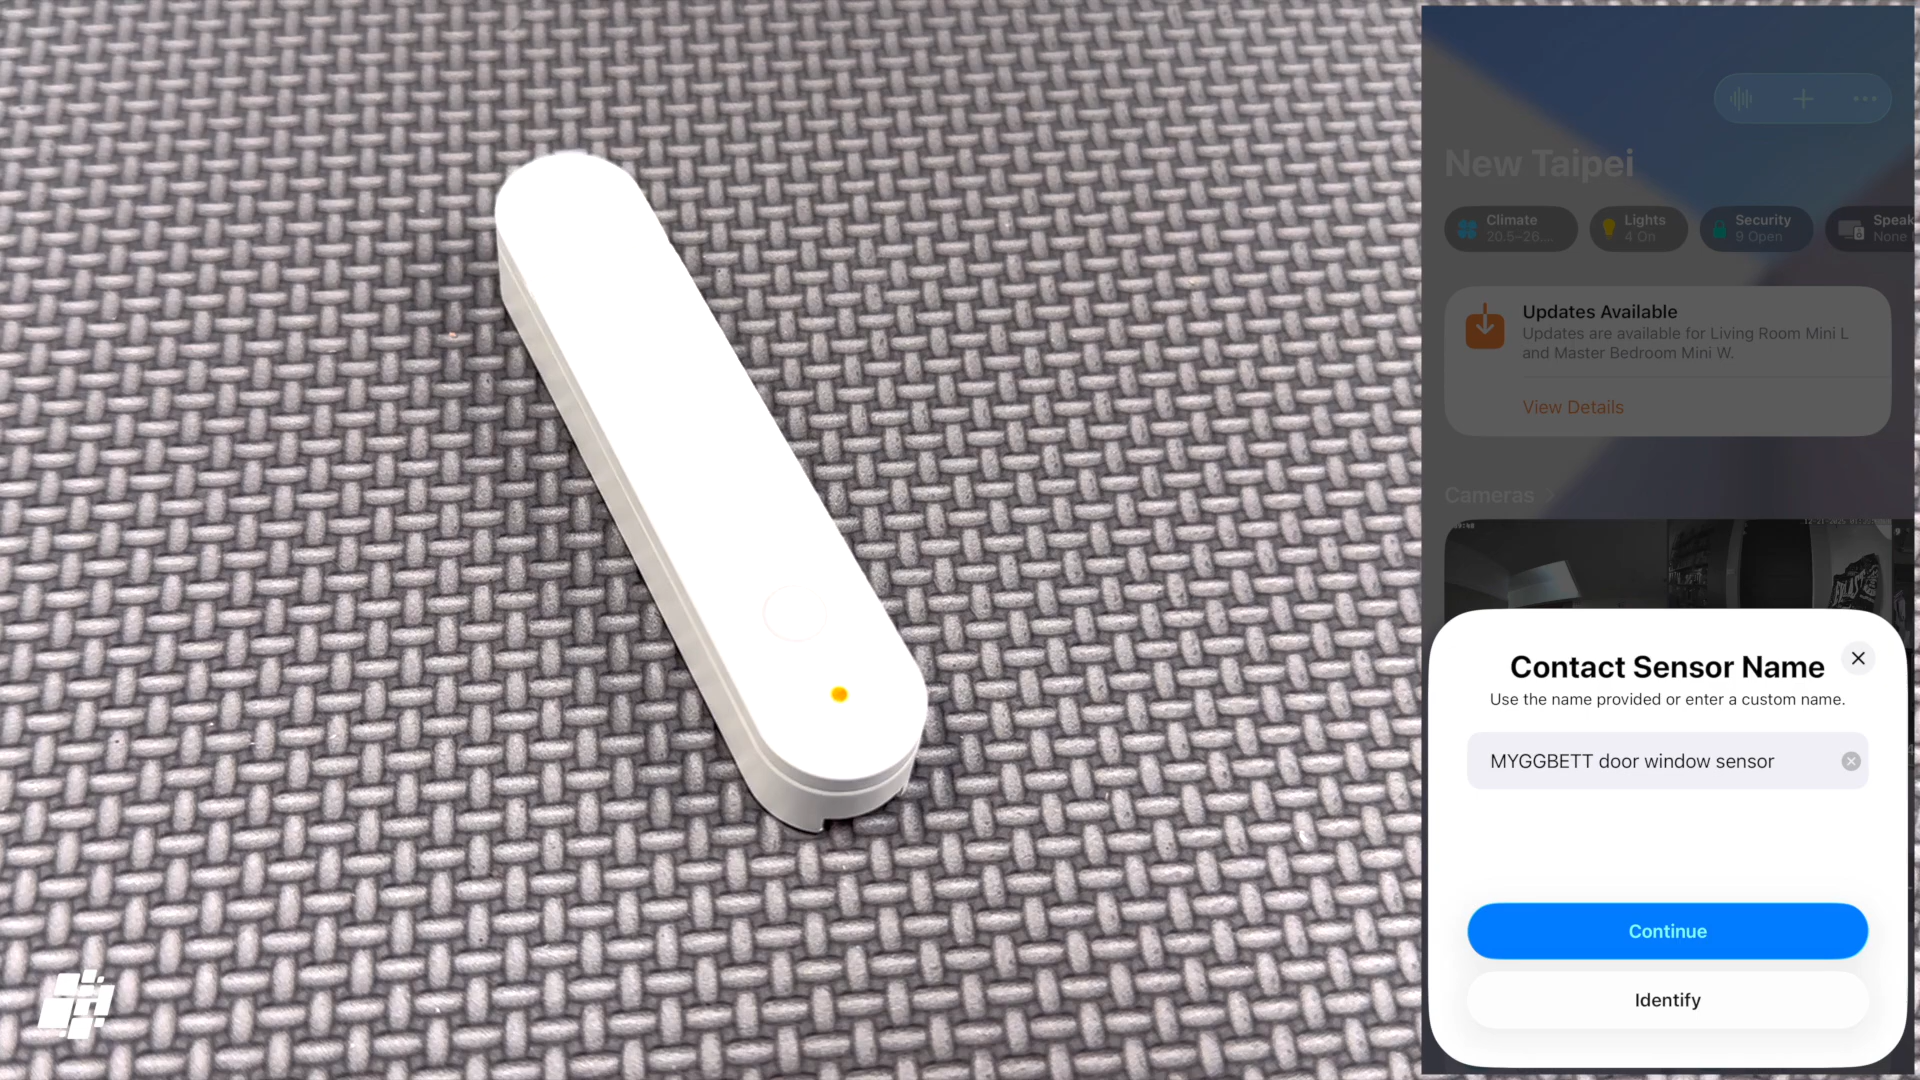 New Taipei
Climate
20.5–26....
Lights
4 On
Security
9 Open
Speak
None
Updates Available
Updates are available for Living Room Mini L
and Master Bedroom Mini W.
View Details
Cameras
Contact Sensor Name
Use the name provided or enter a custom name.
MYGGBETT door window sensor
Continue
Identify